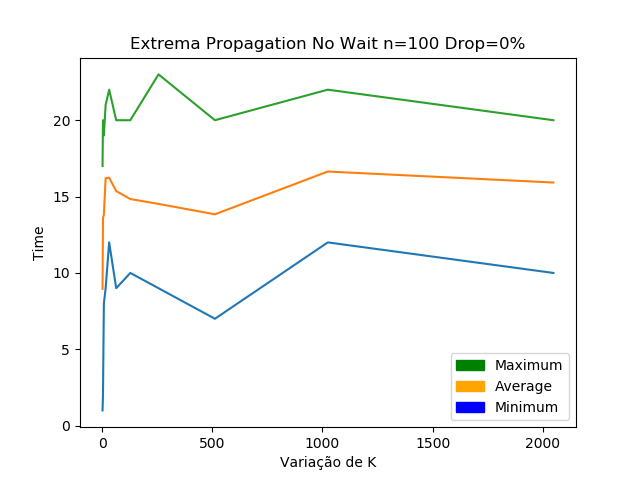 Extrema Propagation No Wait n=100 Drop=0%
20
15
10
5
0
Time
0 500 1000 1500 2000
Variação de K
Maximum
Average
Minimum